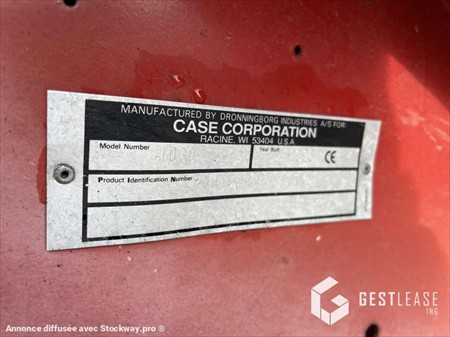 MANUFACTURED BY DRONNINGBORG INDUSTRIES A/S FOR:
CASE CORPORATION
RACINE, WI 53404 U.S.A.
Model Number
Year Built
CE
Product Identification Number
GESTLEASE
INC
Annonce diffusée avec Stockway.pro ®